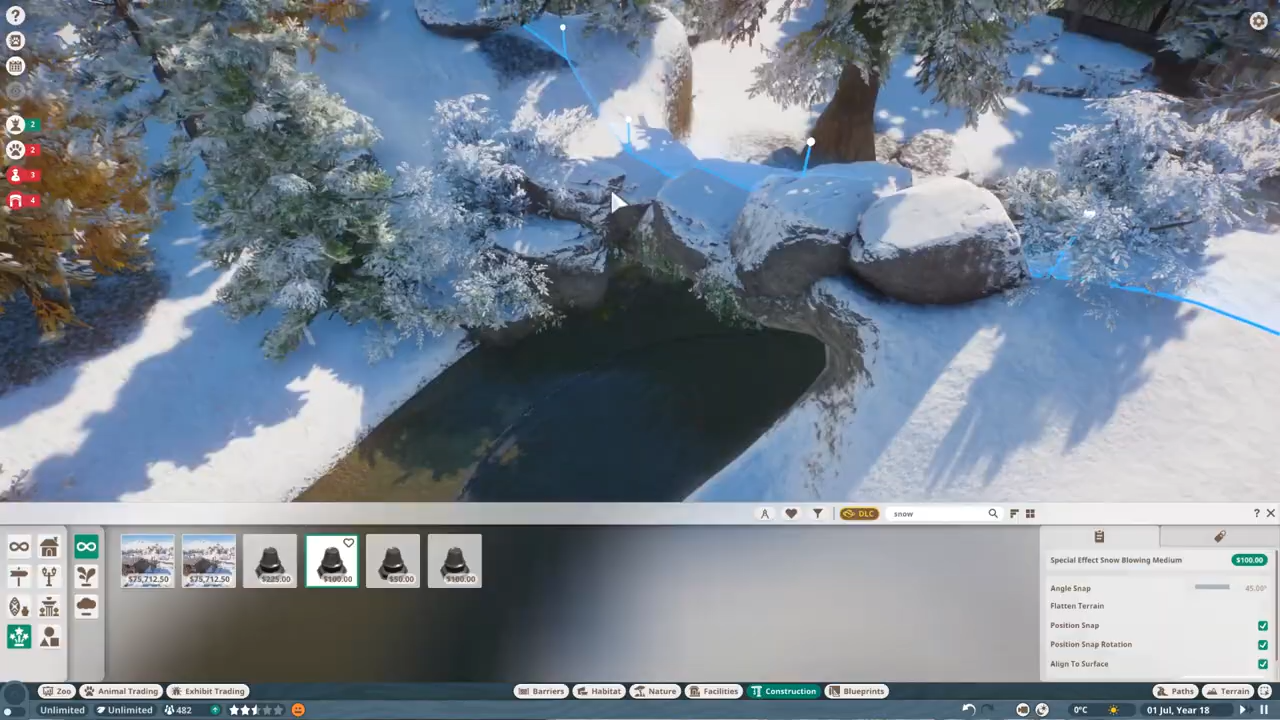 ?
2
2
3
4
DLC
snow
?
$75,712.50
$75,712.50
$225.00
$100.00
$50.00
$100.00
Special Effect Snow Blowing Medium
$100.00
Angle Snap
45.00°
Flatten Terrain
Position Snap
Position Snap Rotation
Align To Surface
Zoo
Animal Trading
Exhibit Trading
Barriers
Habitat
Nature
Facilities
Construction
Blueprints
Paths
Terrain
Unlimited
Unlimited
482
0°C
01 Jul, Year 18